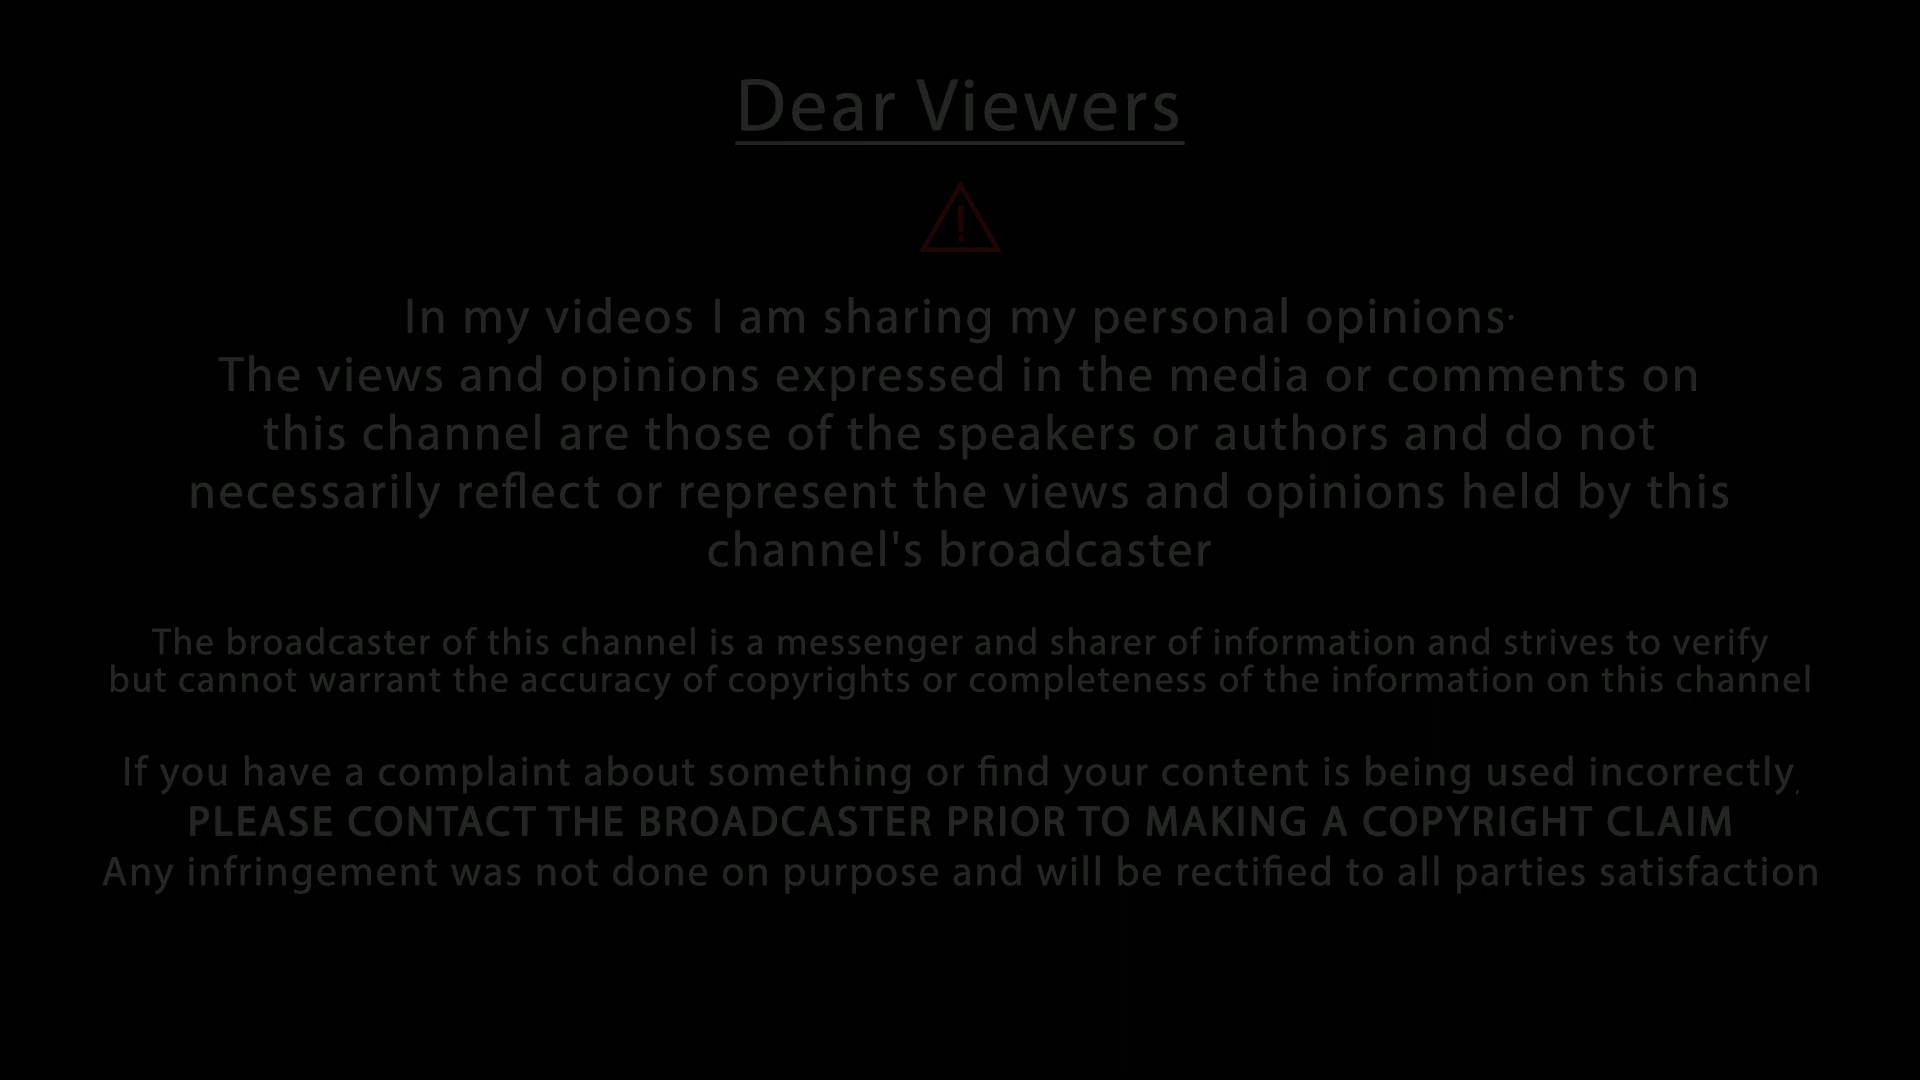 Dear Viewers
!
In my videos I am sharing my personal opinions·
The views and opinions expressed in the media or comments on
this channel are those of the speakers or authors and do not
necessarily reflect or represent the views and opinions held by this
channel's broadcaster
The broadcaster of this channel is a messenger and sharer of information and strives to verify
but cannot warrant the accuracy of copyrights or completeness of the information on this channel
If you have a complaint about something or find your content is being used incorrectly,
PLEASE CONTACT THE BROADCASTER PRIOR TO MAKING A COPYRIGHT CLAIM
Any infringement was not done on purpose and will be rectified to all parties satisfaction